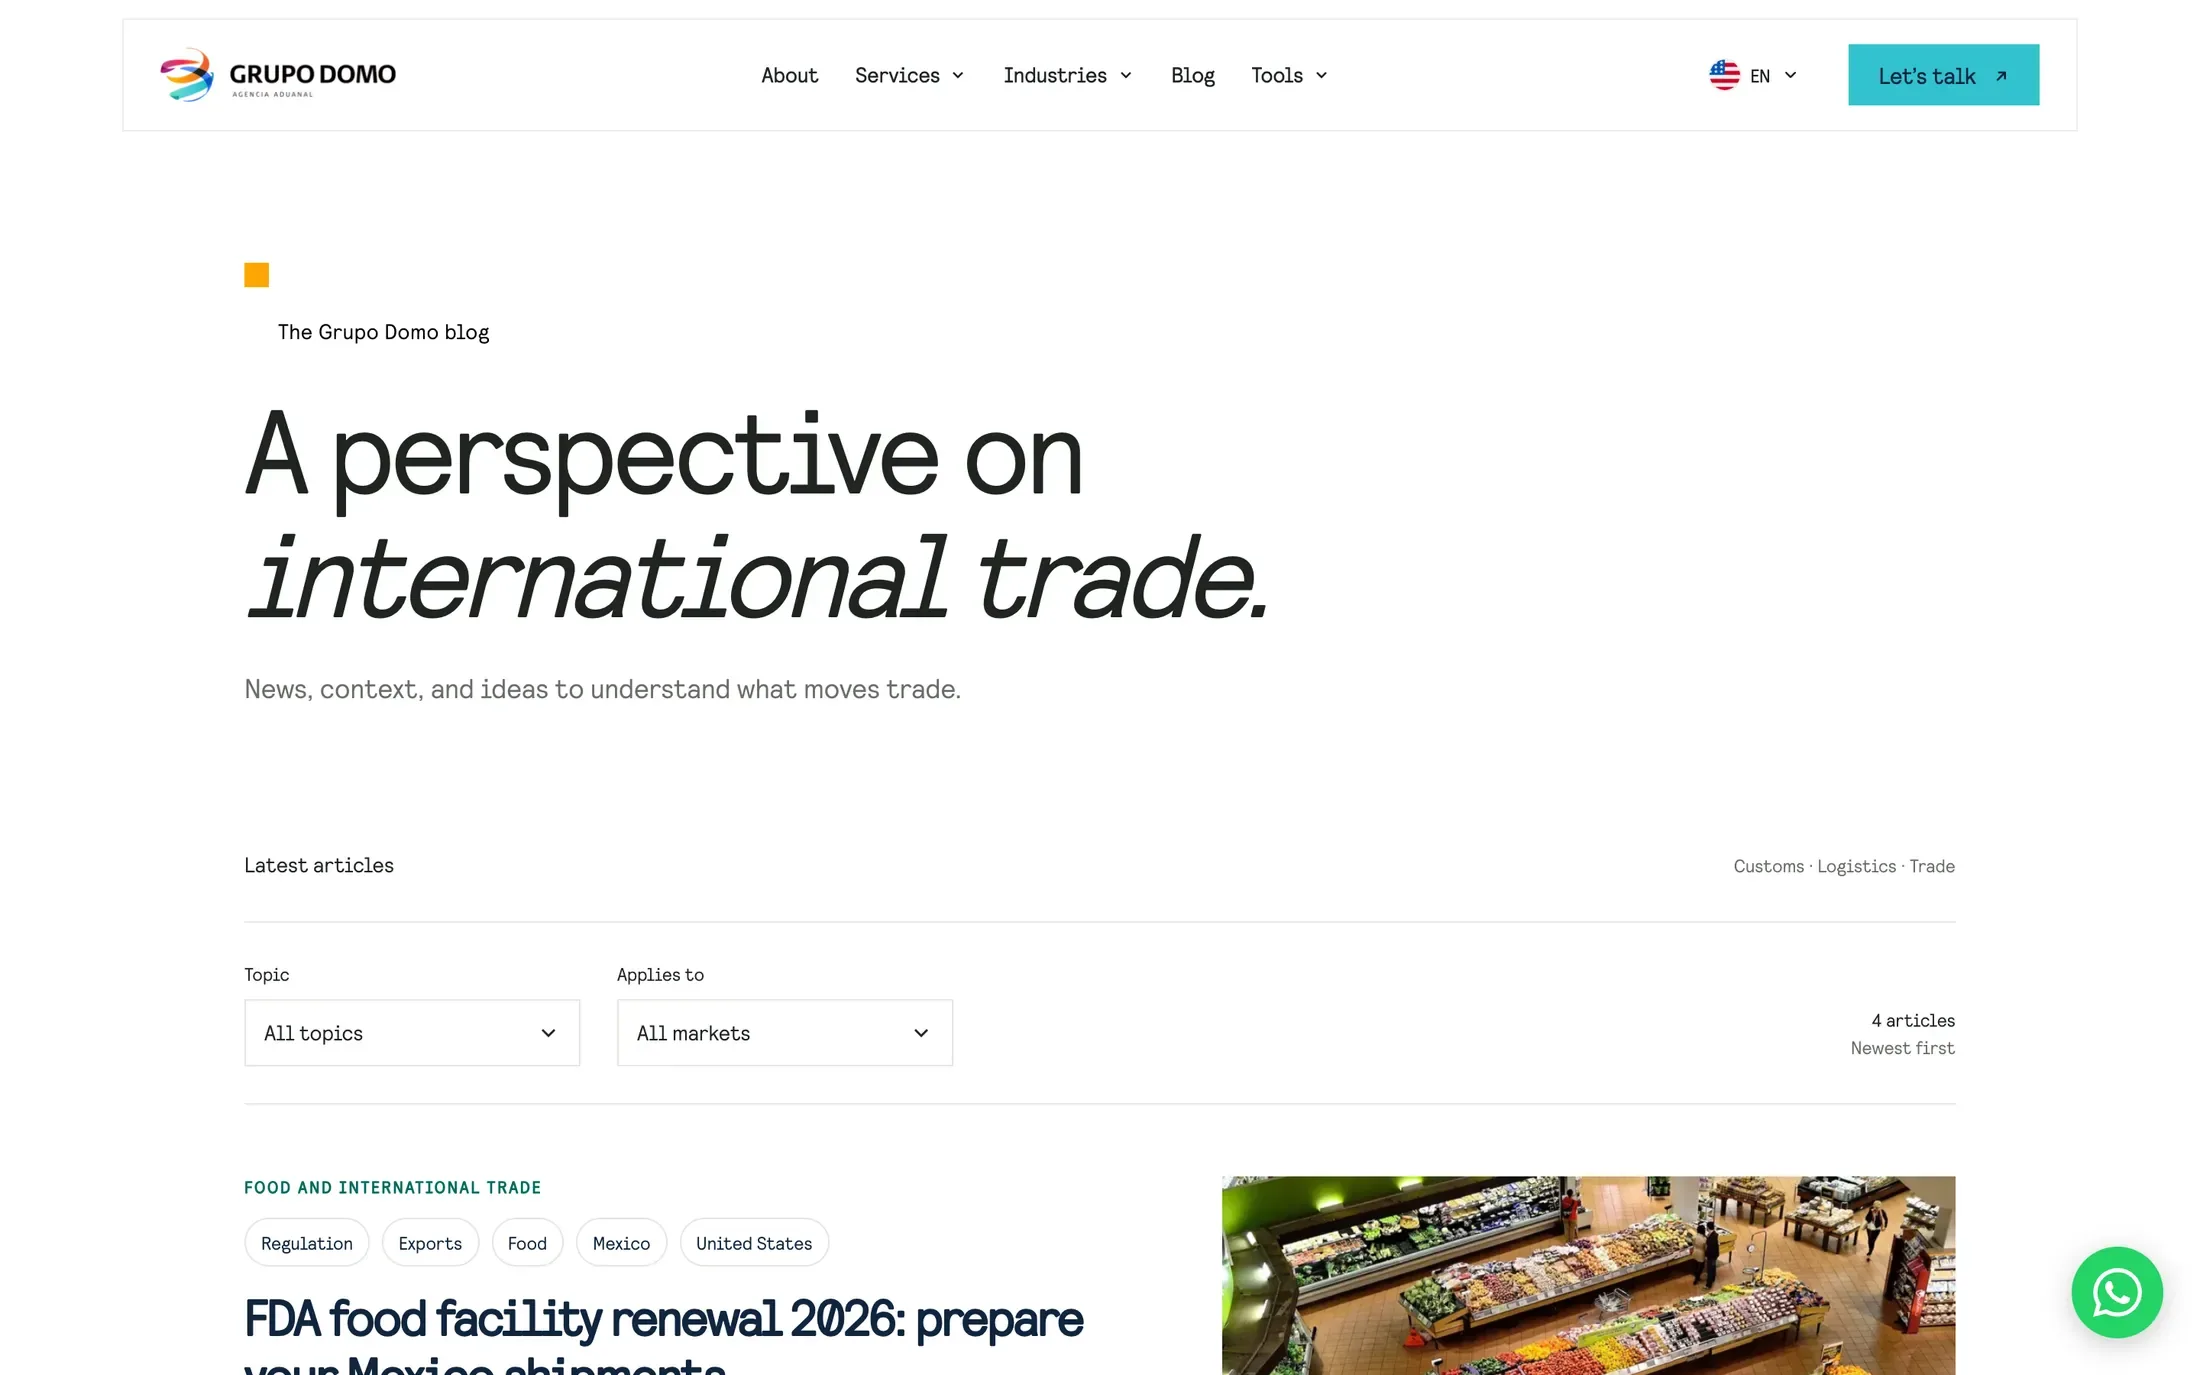 GRUPO DOMO
AGENCIA ADUANAL
About
Services
Industries
Blog
Tools
EN
Let's talk
The Grupo Domo blog
A perspective on
international trade.
News, context, and ideas to understand what moves trade.
Latest articles
Customs · Logistics · Trade
Topic
Applies to
All topics
All markets
4 articles
Newest first
FOOD AND INTERNATIONAL TRADE
Regulation
Exports
Food
Mexico
United States
FDA food facility renewal 2026: prepare
your Mexico shipments